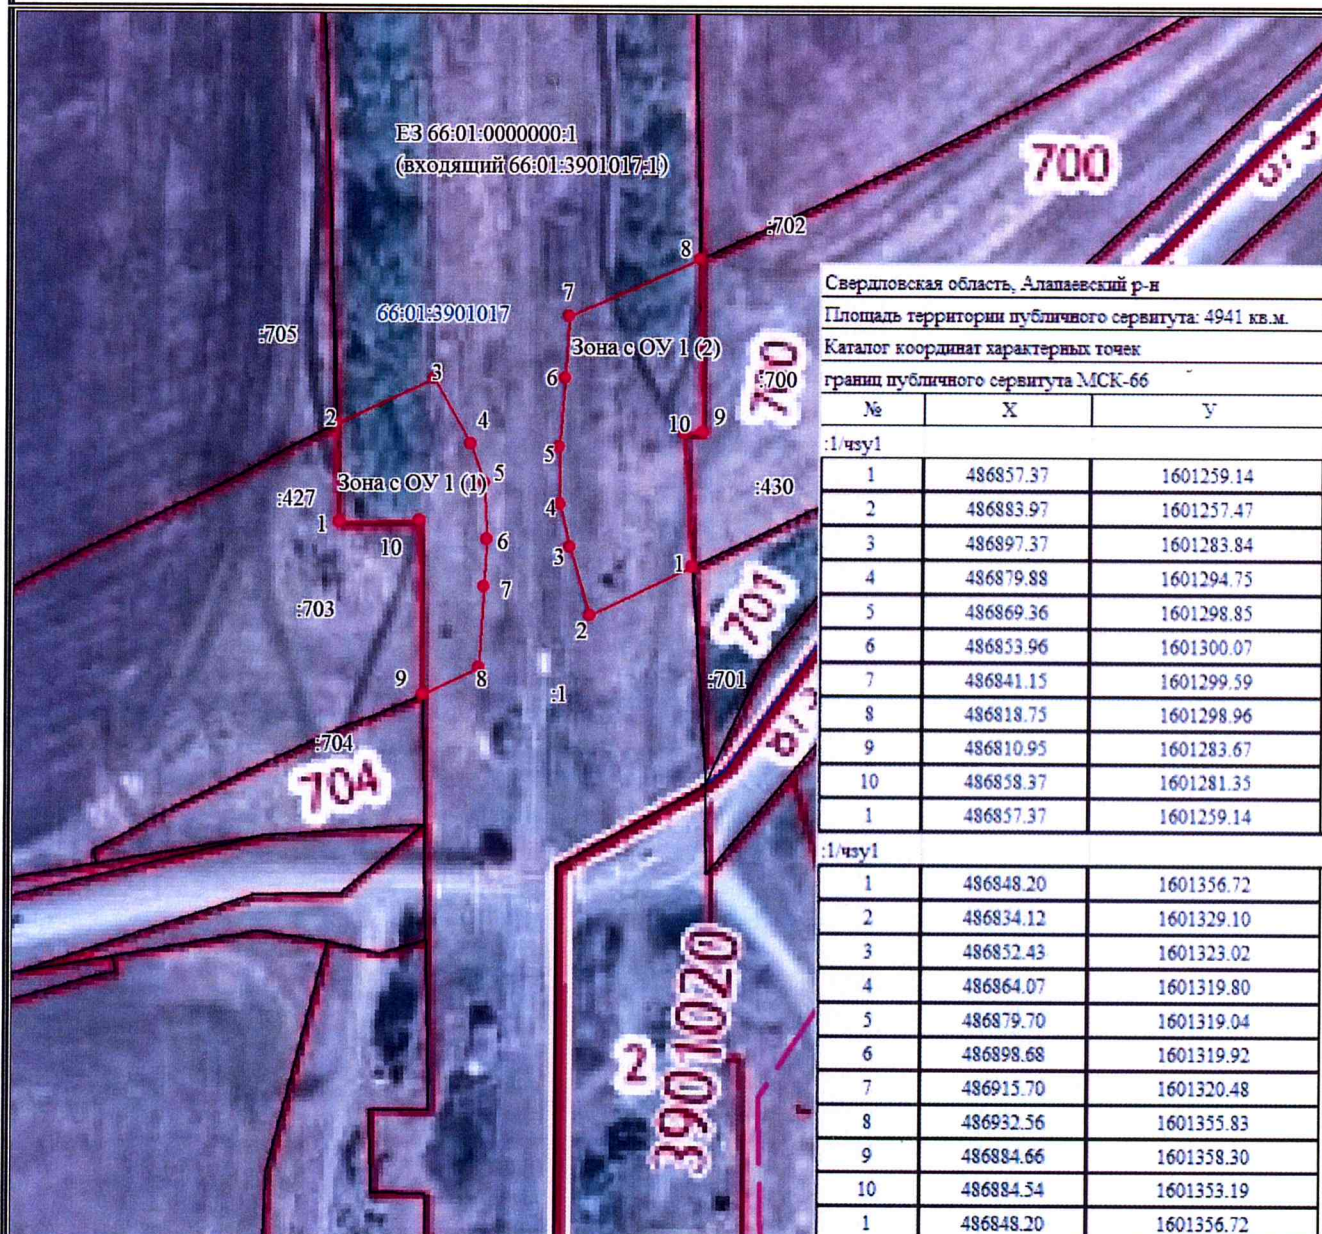 ЕЗ 66:01:0000000:1
(входящий 66:01:3901017:1)
700
:702
8
7
66:01:3901017
:705
Зона с ОУ 1 (2)
3
6
:700
700
2
10
9
4
5
Зона с ОУ 1 (1)
5
:427
:430
1
4
10
6
3
1
7
:703
701
2
9
8
:1
:701
:704
704
2
3901020
Свердловская область, Алапаевский р-н
Площадь территории публичного сервитута: 4941 кв.м.
Каталог координат характерных точек
границ публичного сервитута МСК-66
№ X У
:1/чзу1
1 486857.37 1601259.14
2 486883.97 1601257.47
3 486897.37 1601283.84
4 486879.88 1601294.75
5 486869.36 1601298.85
6 486853.96 1601300.07
7 486841.15 1601299.59
8 486818.75 1601298.96
9 486810.95 1601283.67
10 486858.37 1601281.35
1 486857.37 1601259.14
:1/чзу1
1 486848.20 1601356.72
2 486834.12 1601329.10
3 486852.43 1601323.02
4 486864.07 1601319.80
5 486879.70 1601319.04
6 486898.68 1601319.92
7 486915.70 1601320.48
8 486932.56 1601355.83
9 486884.66 1601358.30
10 486884.54 1601353.19
1 486848.20 1601356.72